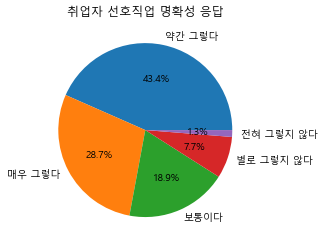 취업자 선호직업 명확성 응답
약간 그렇다
43.4%
1.3%
전혀 그렇지 않다
28.7%
7.7%
별로 그렇지 않다
매우 그렇다
18.9%
보통이다